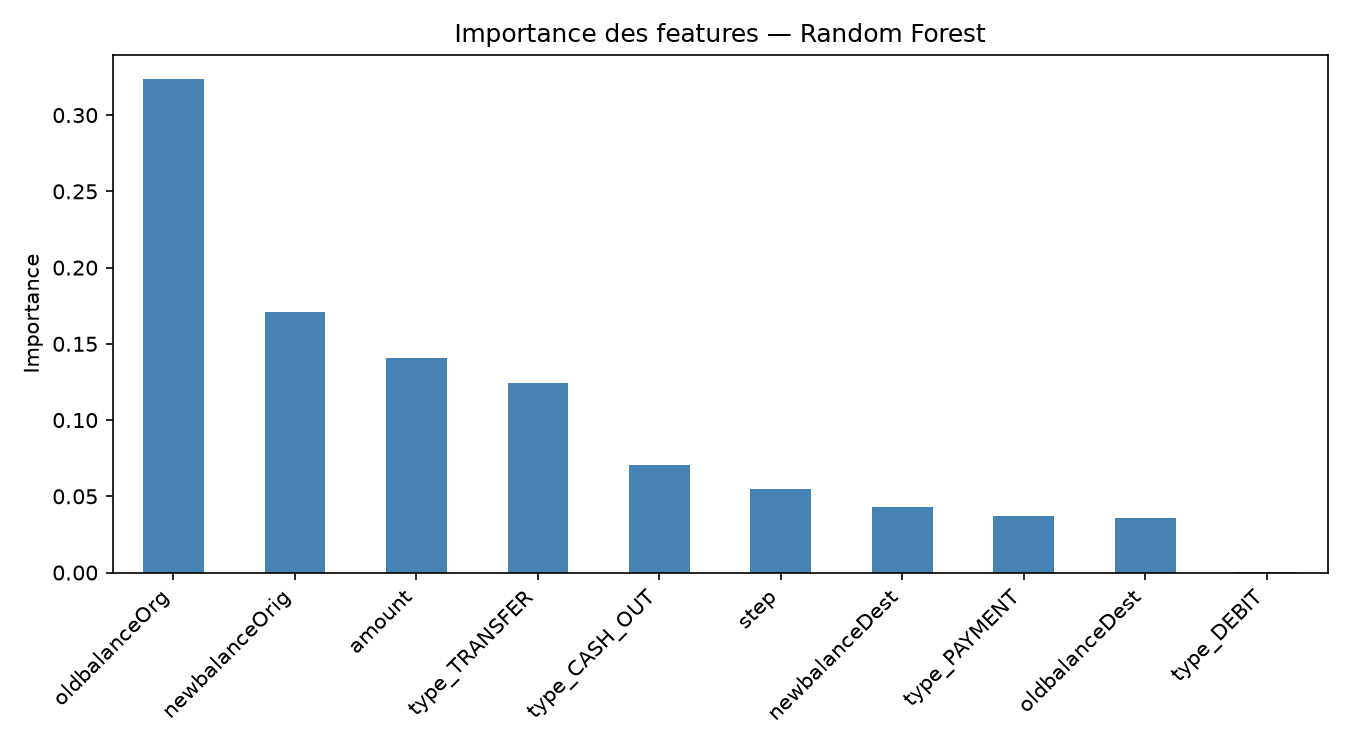 Importance des features — Random Forest
Importance
0.30
0.25
0.20
0.15
0.10
0.05
0.00
oldbalanceOrg
newbalanceOrig
amount
type_TRANSFER
type_CASH_OUT
step
newbalanceDest
type_PAYMENT
oldbalanceDest
type_DEBIT